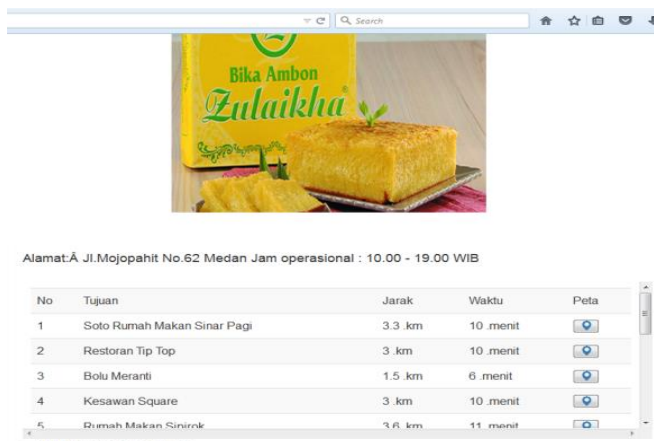 Search
Bika Ambon
Zulaikha
Alamat:Â Jl.Mojopahit No.62 Medan Jam operasional : 10.00 - 19.00 WIB
No Tujuan Jarak Waktu Peta
1 Soto Rumah Makan Sinar Pagi 3.3 .km 10 .menit
2 Restoran Tip Top 3 .km 10 .menit
3 Bolu Meranti 1.5 .km 6 .menit
4 Kesawan Square 3 .km 10 .menit
5 Rumah Makan Sipirok 3.6 .km 11 .menit